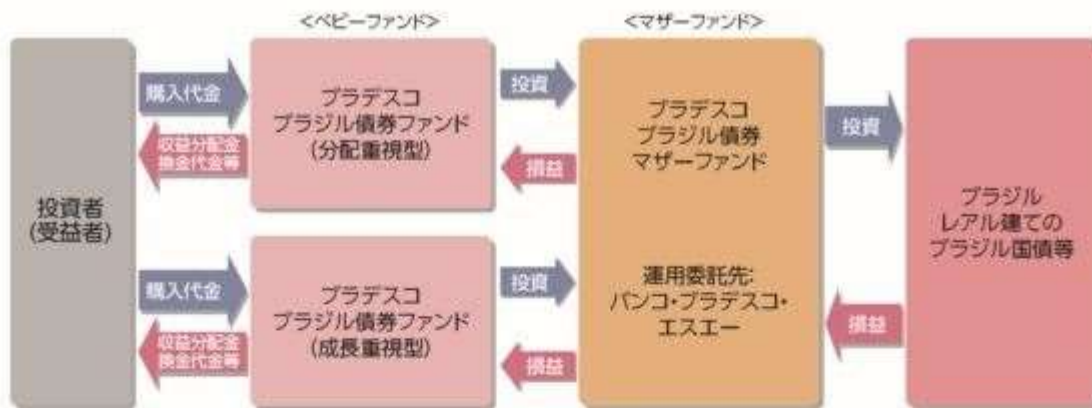 <ベビーファンド>
<マザーファンド>
投資者
(受益者)
購入代金
収益分配金
換金代金等
ブラデスコ
ブラジル債券ファンド
(分配重視型)
投資
損益
購入代金
収益分配金
換金代金等
ブラデスコ
ブラジル債券ファンド
(成長重視型)
投資
損益
ブラデスコ
ブラジル債券
マザーファンド
運用委託先:
バンコ・ブラデスコ・
エスエー
投資
損益
ブラジル
レアル建ての
ブラジル国債等